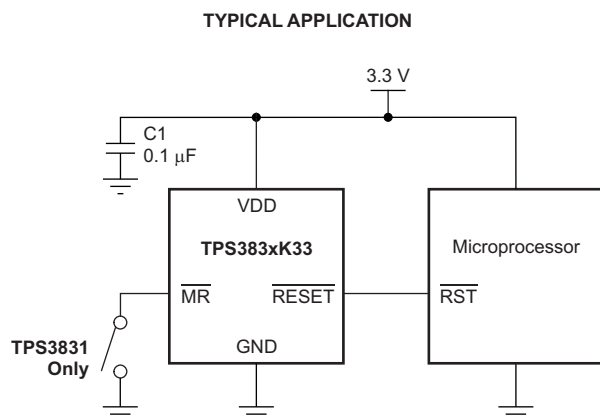 TYPICAL APPLICATION
3.3 V
C1
0.1 μF
VDD
TPS383xK33
Microprocessor
MR
RESET
RST
TPS3831
Only
GND